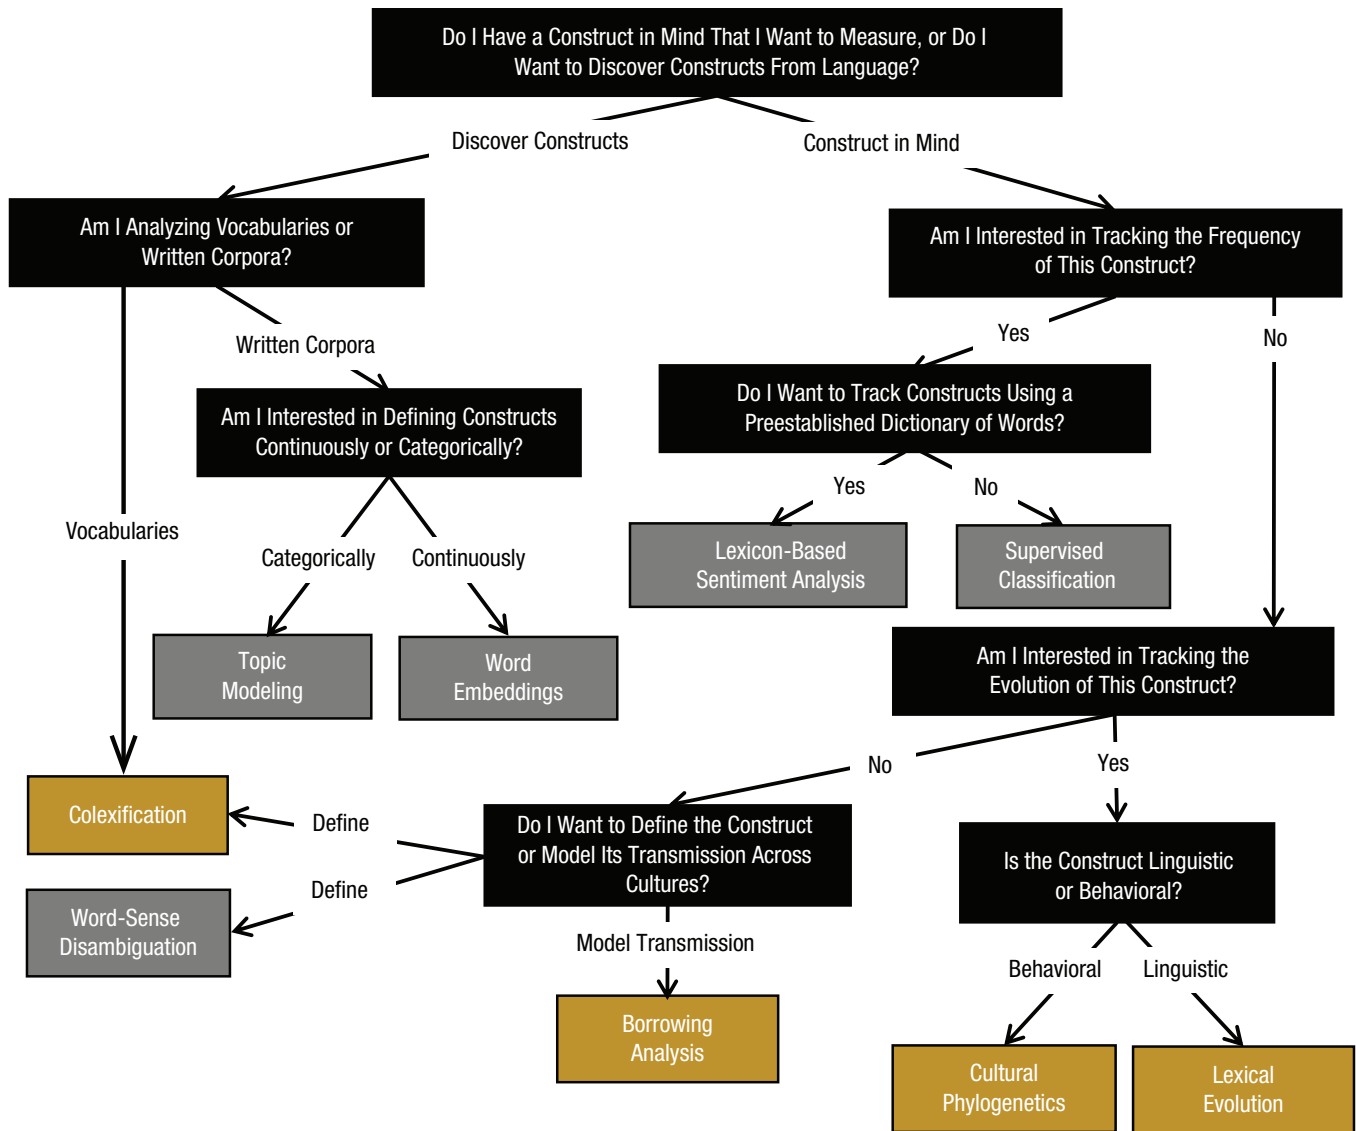 Do I Have a Construct in Mind That I Want to Measure, or Do I
Want to Discover Constructs From Language?
Discover Constructs
Construct in Mind
Am I Analyzing Vocabularies or
Written Corpora?
Am I Interested in Tracking the Frequency
of This Construct?
Written Corpora
Yes
No
Am I Interested in Defining Constructs
Continuously or Categorically?
Do I Want to Track Constructs Using a
Preestablished Dictionary of Words?
Yes
No
Vocabularies
Categorically
Continuously
Lexicon-Based
Sentiment Analysis
Supervised
Classification
Topic
Modeling
Word
Embeddings
Am I Interested in Tracking the
Evolution of This Construct?
No
Yes
Colexification
Define
Do I Want to Define the Construct
or Model Its Transmission Across
Cultures?
Is the Construct Linguistic
or Behavioral?
Define
Word-Sense
Disambiguation
Model Transmission
Behavioral
Linguistic
Borrowing
Analysis
Cultural
Phylogenetics
Lexical
Evolution